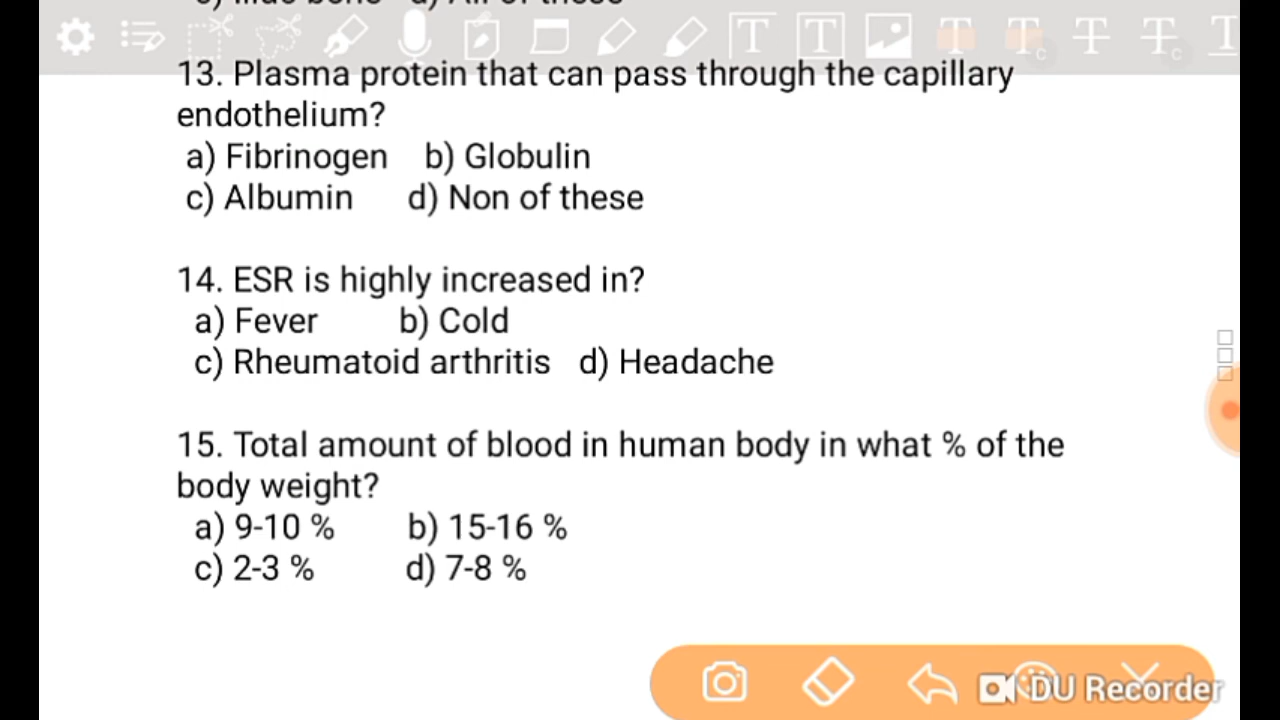 13. Plasma protein that can pass through the capillary
endothelium?
a) Fibrinogen b) Globulin
c) Albumin d) Non of these
14. ESR is highly increased in?
a) Fever b) Cold
c) Rheumatoid arthritis d) Headache
15. Total amount of blood in human body in what % of the
body weight?
a) 9-10 % b) 15-16 %
c) 2-3 % d) 7-8 %
DU Recorder